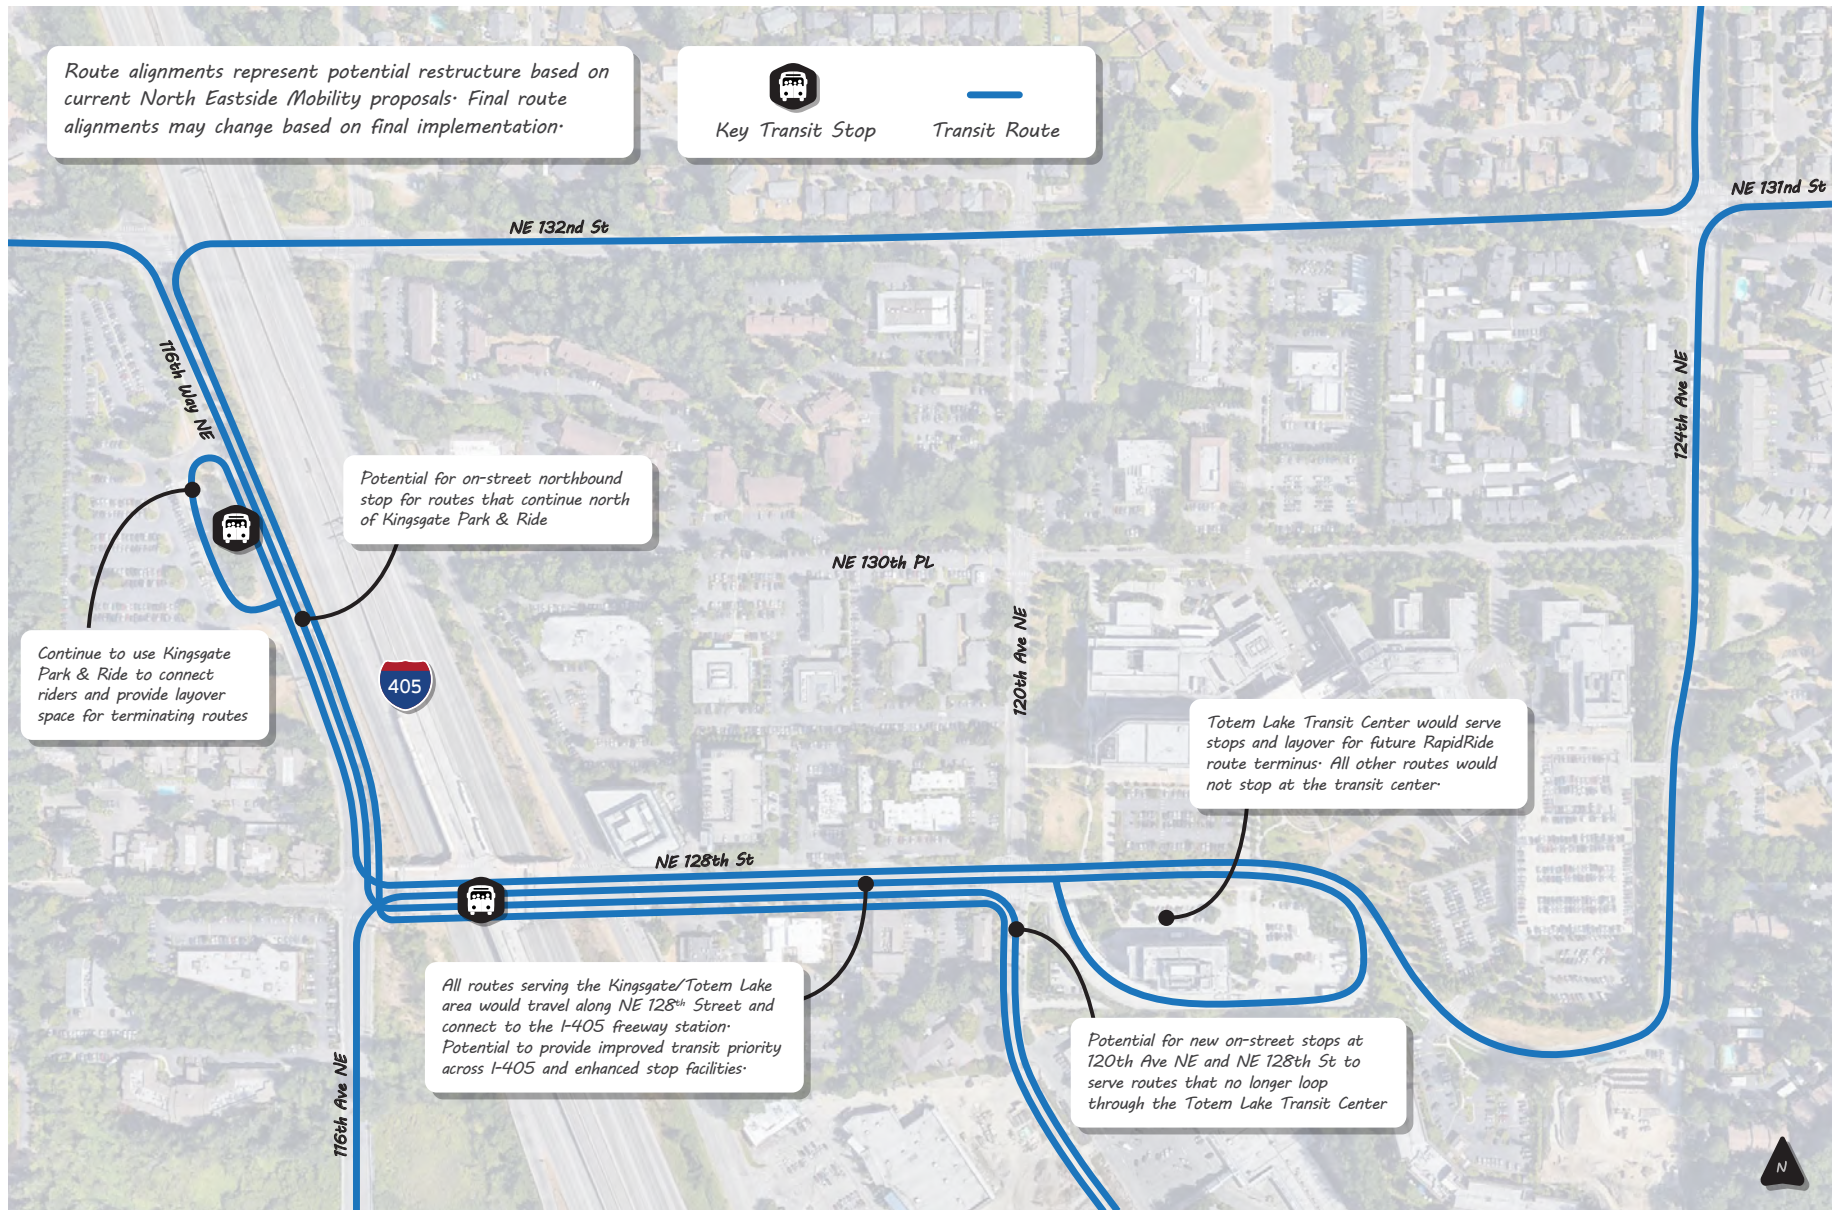 Route alignments represent potential restructure based on
current North Eastside Mobility proposals. Final route
alignments may change based on final implementation.
Key Transit Stop
Transit Route
NE 131nd St
NE 132nd St
116th Way NE
124th Ave NE
Potential for on-street northbound
stop for routes that continue north
of Kingsgate Park & Ride
NE 130th PL
120th Ave NE
Continue to use Kingsgate
Park & Ride to connect
riders and provide layover
space for terminating routes
405
Totem Lake Transit Center would serve
stops and layover for future RapidRide
route terminus. All other routes would
not stop at the transit center.
NE 128th St
All routes serving the Kingsgate/Totem Lake
area would travel along NE 128th Street and
connect to the I-405 freeway station.
Potential to provide improved transit priority
across I-405 and enhanced stop facilities.
Potential for new on-street stops at
120th Ave NE and NE 128th St to
serve routes that no longer loop
through the Totem Lake Transit Center
116th Ave NE
N